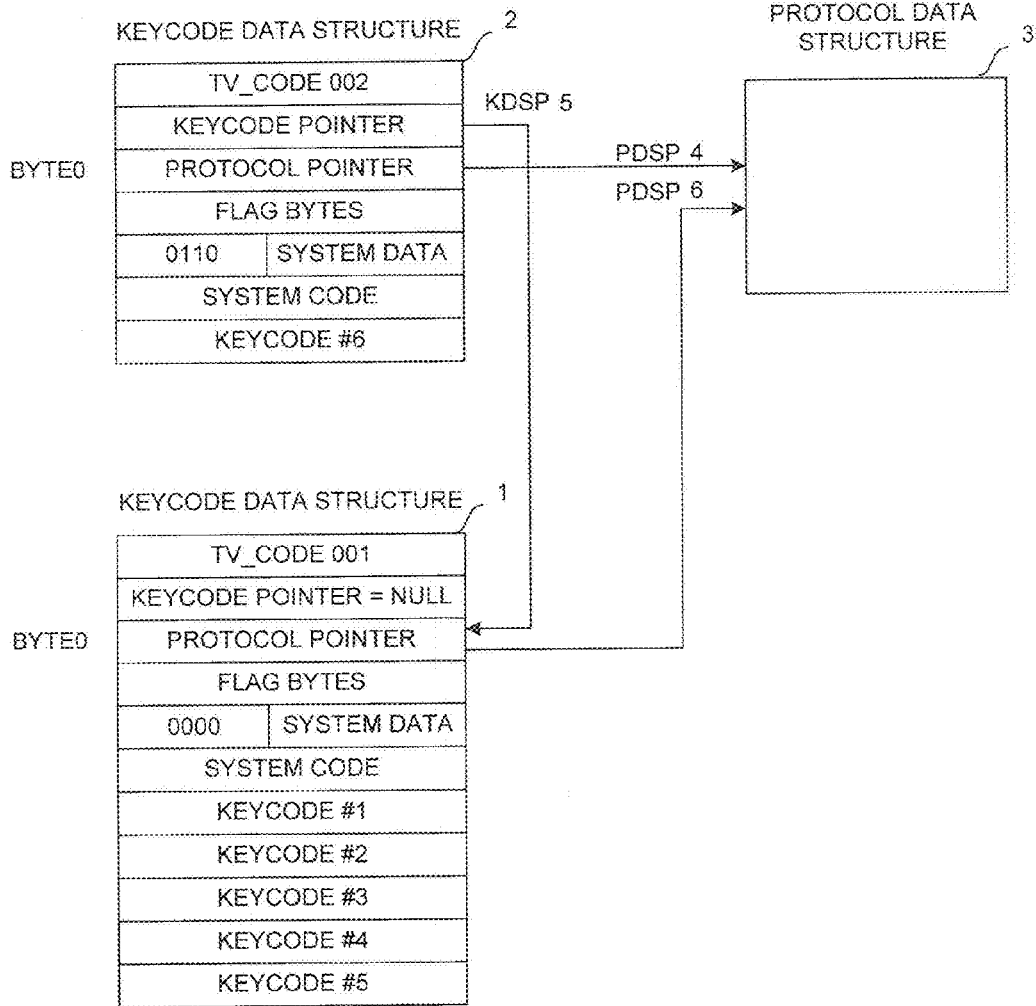 KEYCODE DATA STRUCTURE 2
TV_CODE 002
KEYCODE POINTER
BYTE0 PROTOCOL POINTER
FLAG BYTES
0110 SYSTEM DATA
SYSTEM CODE
KEYCODE #6
KDSP 5
PDSP 4
PDSP 6
PROTOCOL DATA
STRUCTURE 3
KEYCODE DATA STRUCTURE 1
TV_CODE 001
KEYCODE POINTER = NULL
BYTE0 PROTOCOL POINTER
FLAG BYTES
0000 SYSTEM DATA
SYSTEM CODE
KEYCODE #1
KEYCODE #2
KEYCODE #3
KEYCODE #4
KEYCODE #5